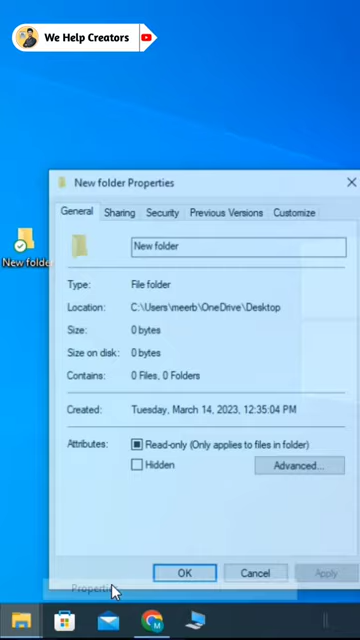 We Help Creators
New folder Properties
General Sharing Security Previous Versions Customize
New folder
New folder
Type: File folder
Location: C:\Users\meerb\OneDrive\Desktop
Size: 0 bytes
Size on disk: 0 bytes
Contains: 0 Files, 0 Folders
Created: Tuesday, March 14, 2023, 12:35:04 PM
Attributes: Read-only (Only applies to files in folder)
Hidden Advanced...
OK Cancel Apply
Properties